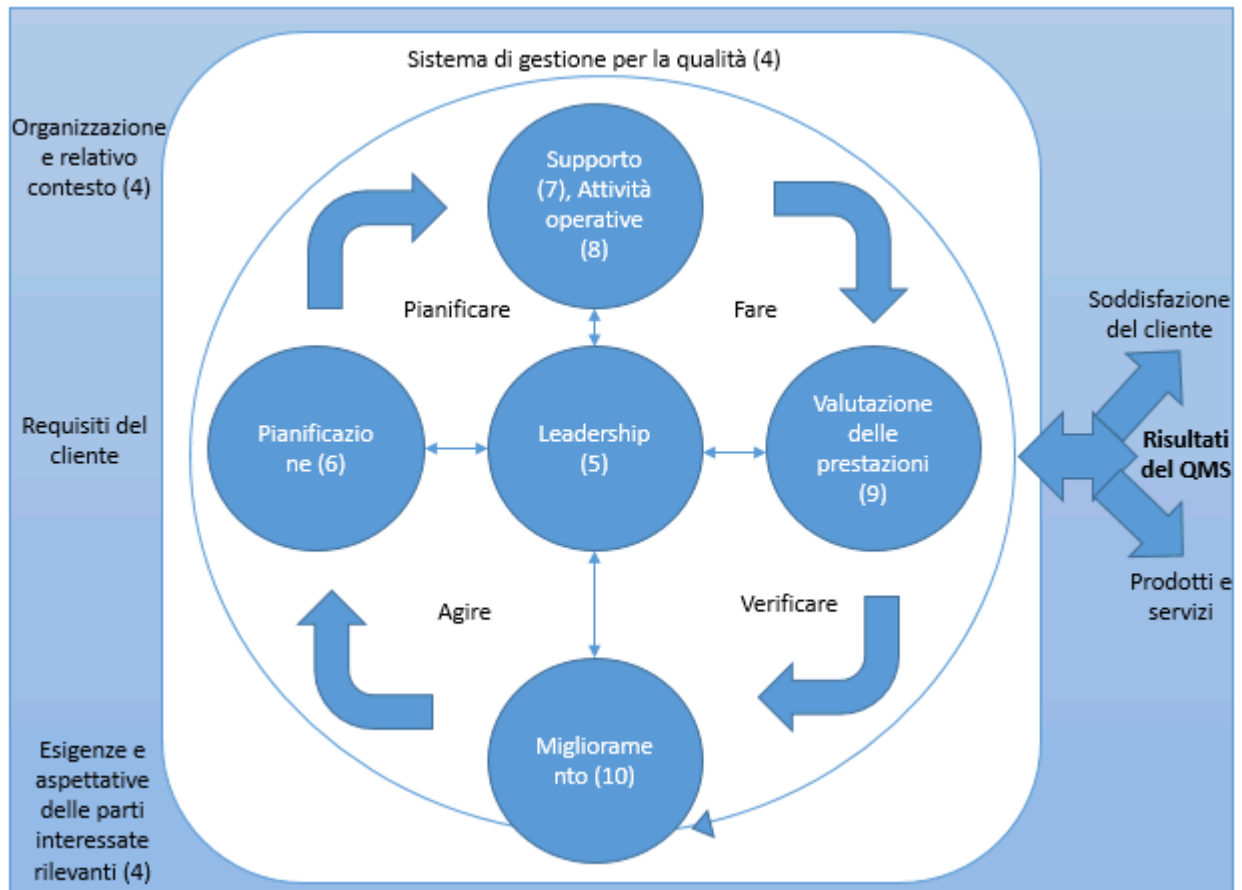 Sistema di gestione per la qualità (4)
Organizzazione
e relativo
contesto (4)
Supporto
(7), Attività
operative
(8)
Pianificare
Fare
Soddisfazione
del cliente
Requisiti del
cliente
Pianificazio
ne (6)
Leadership
(5)
Valutazione
delle
prestazioni
(9)
Risultati
del QMS
Agire
Verificare
Prodotti e
servizi
Miglioramen
nto (10)
Esigenze e
aspettative
delle parti
interessate
rilevanti (4)